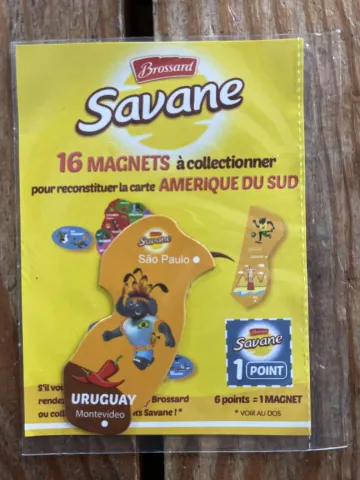 Brossard
Savane
16 MAGNETS à collectionner
pour reconstituer la carte AMERIQUE DU SUD
Savane
São Paulo
Brossard
Savane
1 POINT
S'il vou
rende Brossard
ou coll ts Savane ! *
URUGUAY
Montevideo
6 points = 1 MAGNET
* VOIR AU DOS